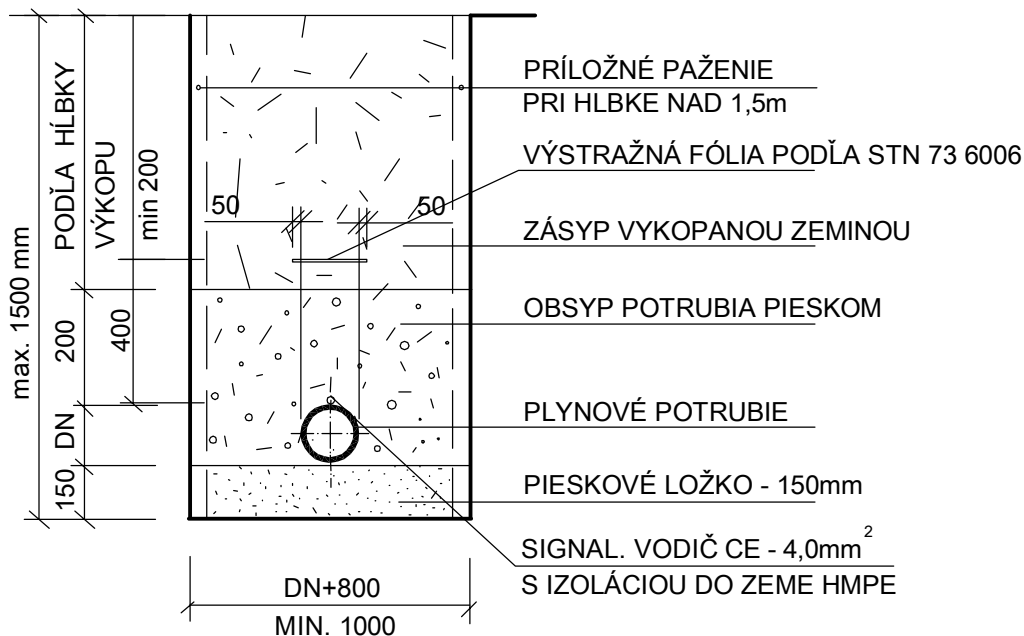 PRÍLOŽNÉ PAŽENIE
PRI HLBKE NAD 1,5m
VÝSTRAŽNÁ FÓLIA PODĽA STN 73 6006
ZÁSYP VYKOPANOU ZEMINOU
OBSYP POTRUBIA PIESKOM
PLYNOVÉ POTRUBIE
PIESKOVÉ LOŽKO - 150mm
SIGNAL. VODIČ CE - 4,0mm²
S IZOLÁCIOU DO ZEME HMPE
max. 1500 mm
PODĽA HĹBKY
VÝKOPU
min 200
200
400
DN
150
50
50
DN+800
MIN. 1000